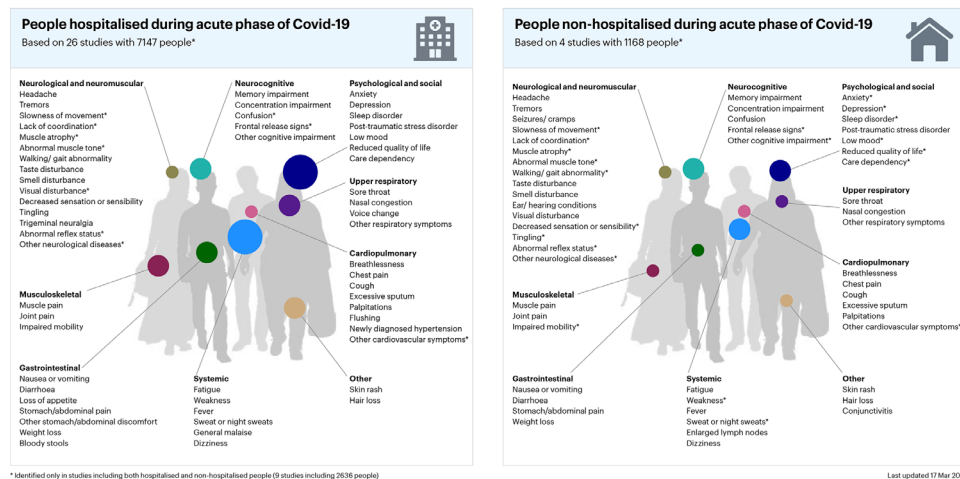 People hospitalised during acute phase of Covid-19
Based on 26 studies with 7147 people*
Neurological and neuromuscular
Headache
Tremors
Slowness of movement*
Lack of coordination*
Muscle atrophy*
Abnormal muscle tone*
Walking/ gait abnormality
Taste disturbance
Smell disturbance
Visual disturbance*
Decreased sensation or sensibility
Tingling
Trigeminal neuralgia
Abnormal reflex status*
Other neurological diseases*
Neurocognitive
Memory impairment
Concentration impairment
Confusion*
Frontal release signs*
Other cognitive impairment
Psychological and social
Anxiety
Depression
Sleep disorder
Post-traumatic stress disorder
Low mood
Reduced quality of life
Care dependency
Upper respiratory
Sore throat
Nasal congestion
Voice change
Other respiratory symptoms
Cardiopulmonary
Breathlessness
Chest pain
Cough
Excessive sputum
Palpitations
Flushing
Newly diagnosed hypertension
Other cardiovascular symptoms*
Musculoskeletal
Muscle pain
Joint pain
Impaired mobility
Gastrointestinal
Nausea or vomiting
Diarrhoea
Loss of appetite
Stomach/abdominal pain
Other stomach/abdominal discomfort
Weight loss
Bloody stools
Systemic
Fatigue
Weakness
Fever
Sweat or night sweats
General malaise
Dizziness
Other
Skin rash
Hair loss
People non-hospitalised during acute phase of Covid-19
Based on 4 studies with 1168 people*
Neurological and neuromuscular
Headache
Tremors
Seizures/ cramps
Slowness of movement*
Lack of coordination*
Muscle atrophy*
Abnormal muscle tone*
Walking/ gait abnormality*
Taste disturbance
Smell disturbance
Ear/ hearing conditions
Visual disturbance
Decreased sensation or sensibility*
Tingling*
Abnormal reflex status*
Other neurological diseases*
Neurocognitive
Memory impairment
Concentration impairment
Confusion
Frontal release signs*
Other cognitive impairment*
Psychological and social
Anxiety*
Depression*
Sleep disorder*
Post-traumatic stress disorder
Low mood*
Reduced quality of life*
Care dependency*
Upper respiratory
Sore throat
Nasal congestion
Other respiratory symptoms
Cardiopulmonary
Breathlessness
Chest pain
Cough
Excessive sputum
Palpitations
Other cardiovascular symptoms*
Musculoskeletal
Muscle pain
Joint pain
Impaired mobility*
Gastrointestinal
Nausea or vomiting
Diarrhoea
Stomach/abdominal pain
Weight loss
Systemic
Fatigue
Weakness*
Fever
Sweat or night sweats*
Enlarged lymph nodes
Dizziness
Other
Skin rash
Hair loss
Conjunctivitis
* Identified only in studies including both hospitalised and non-hospitalised people (9 studies including 2636 people)
Last updated 17 Mar 20